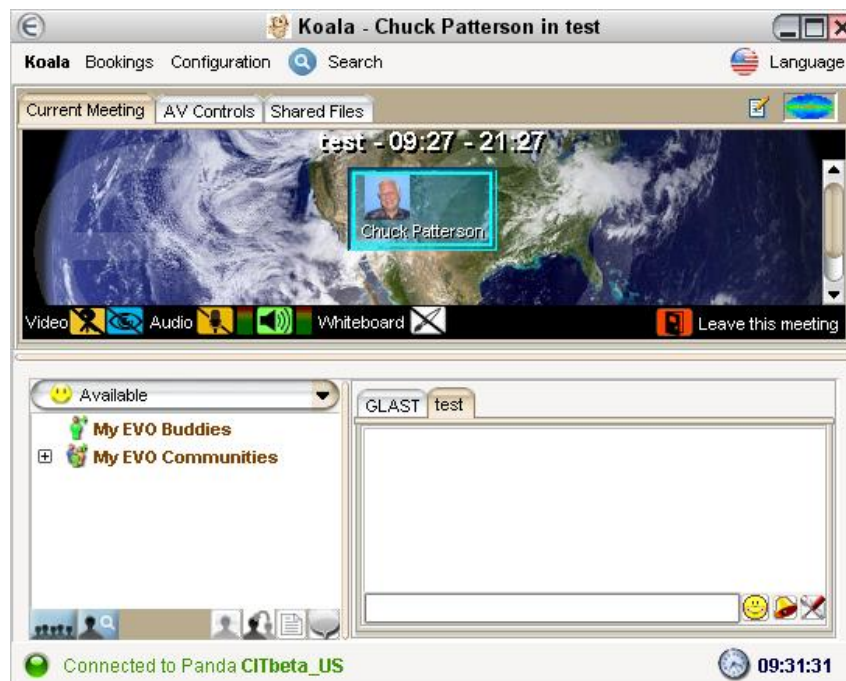 Koala - Chuck Patterson in test
Koala Bookings Configuration Search Language
Current Meeting AV Controls Shared Files
test - 09:27 - 21:27
Chuck Patterson
Video Audio Whiteboard Leave this meeting
Available
GLAST test
My EVO Buddies
My EVO Communities
Connected to Panda CITbeta_US 09:31:31